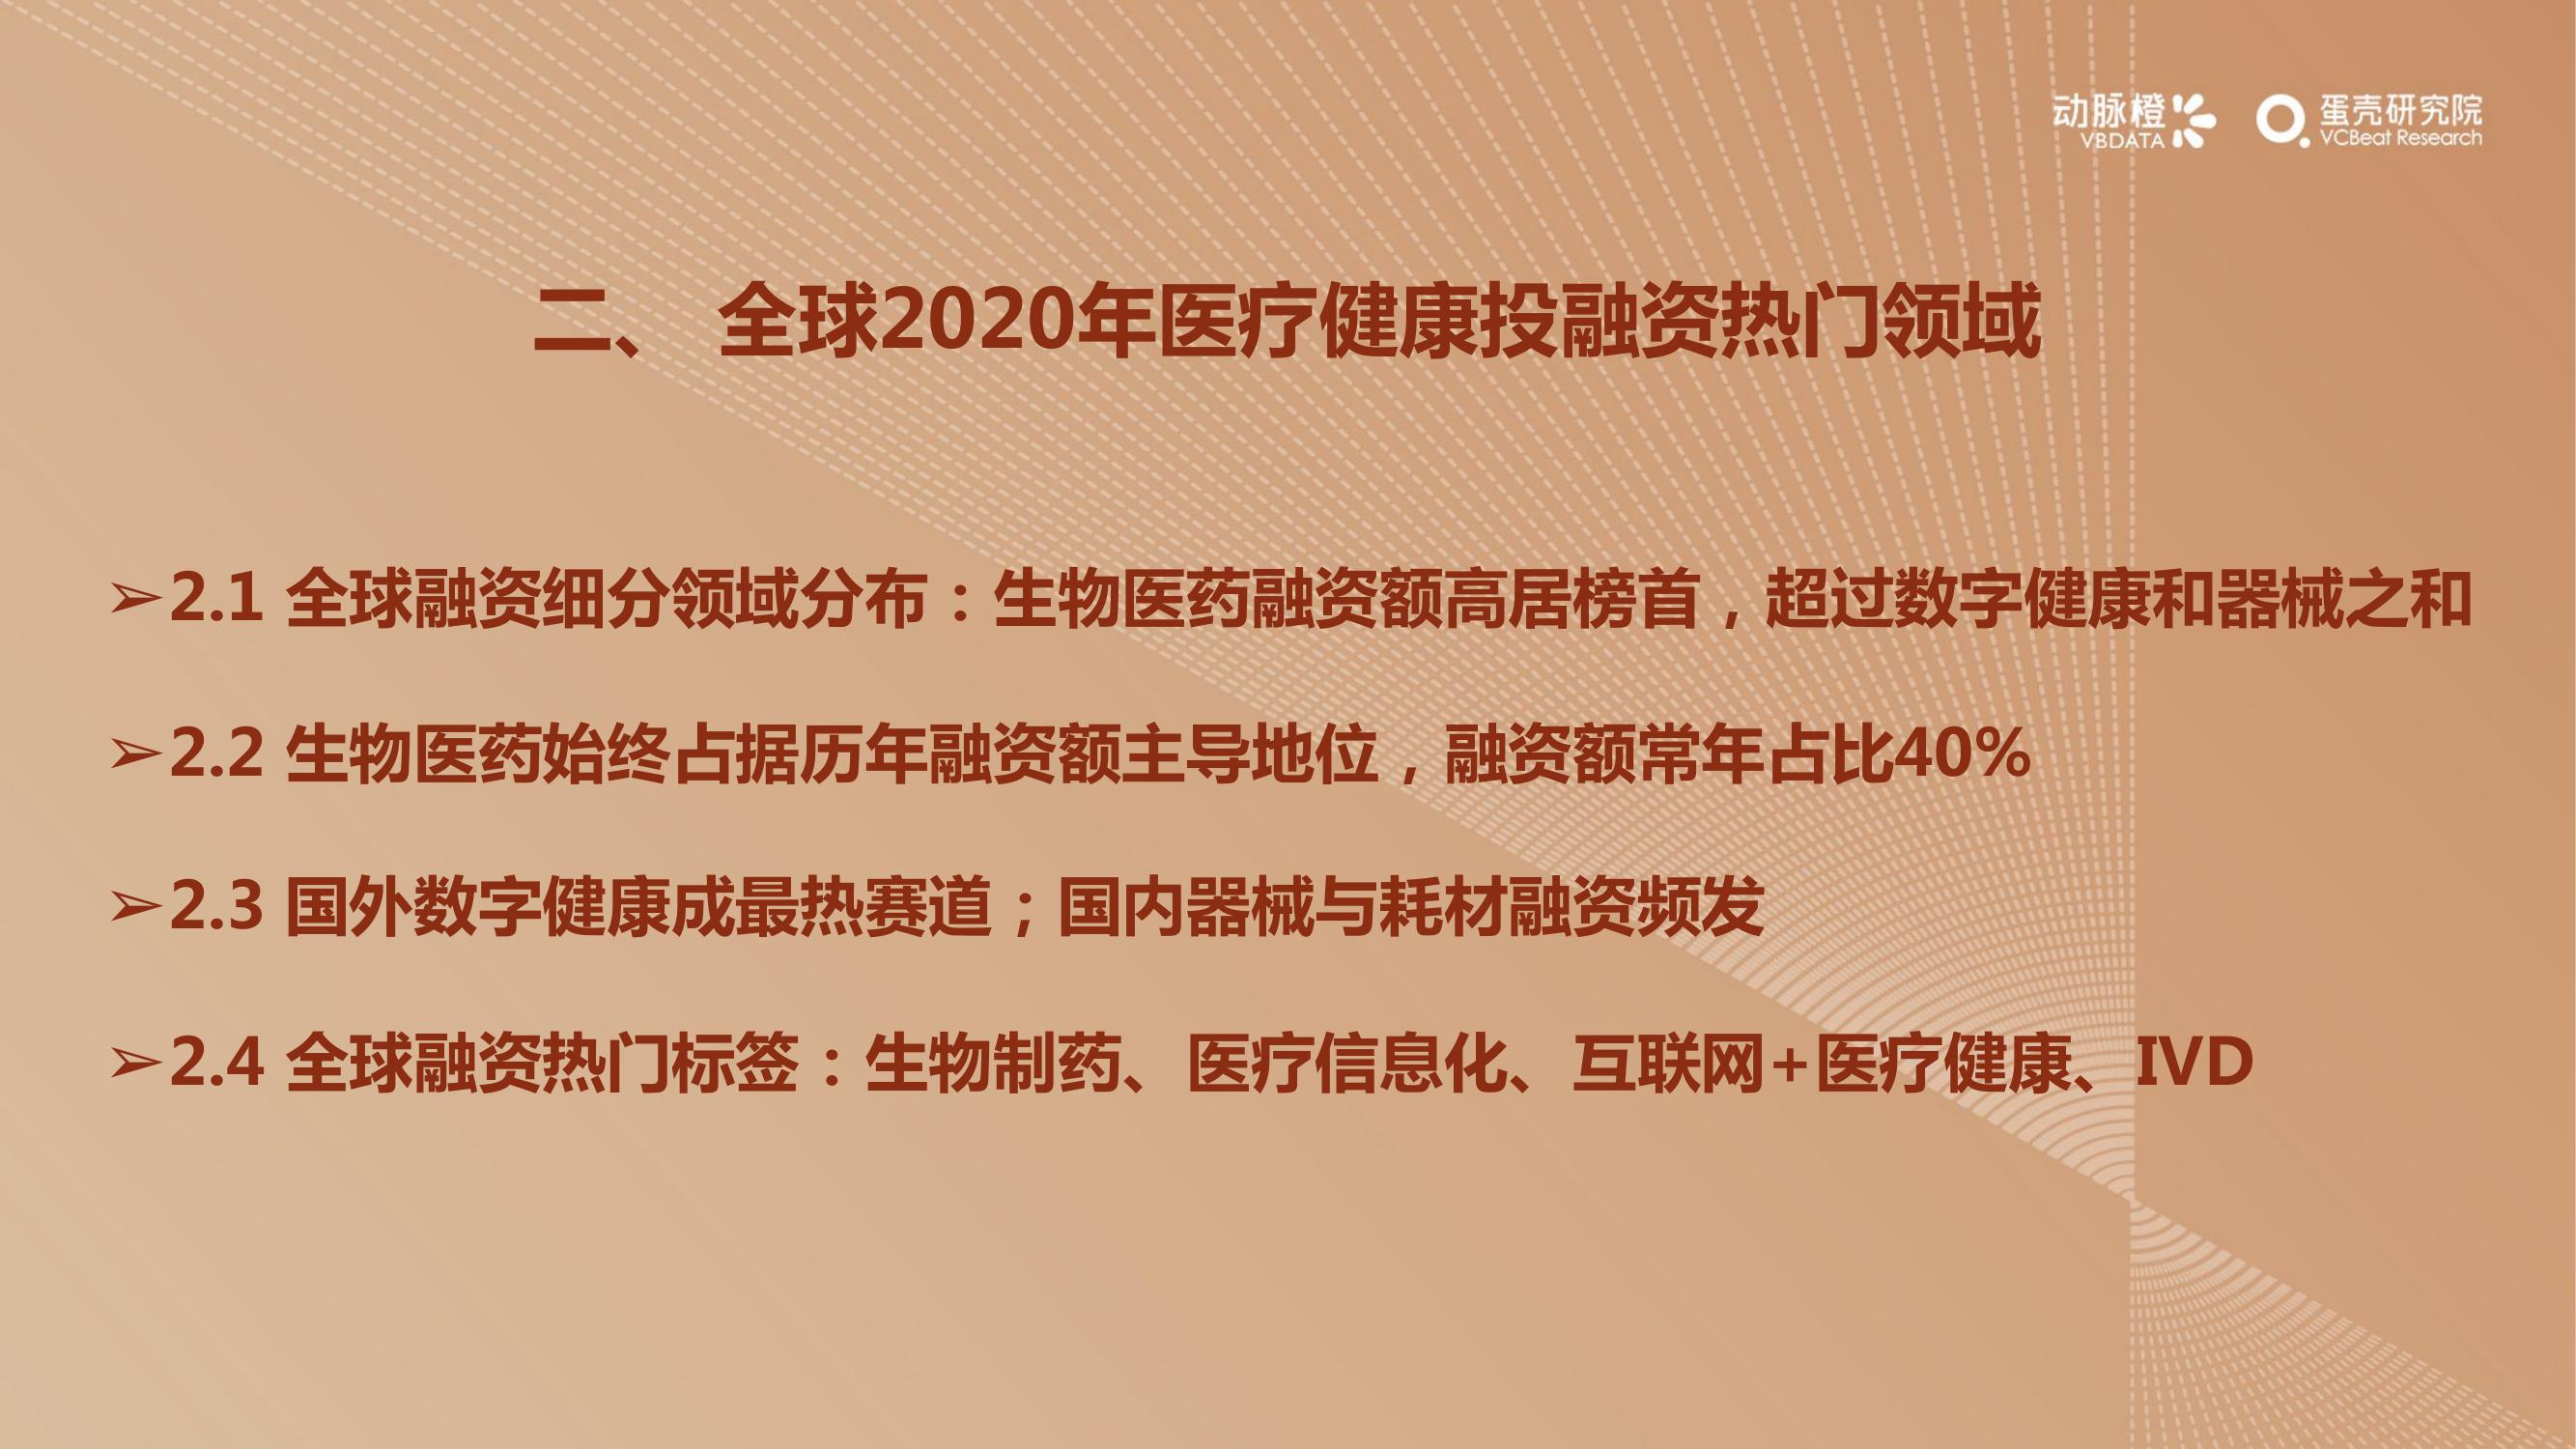 动脉橙
VBDATA
蛋壳研究院
VCBeat Research
二、 全球2020年医疗健康投融资热门领域
➢2.1 全球融资细分领域分布：生物医药融资额高居榜首，超过数字健康和器械之和
➢2.2 生物医药始终占据历年融资额主导地位，融资额常年占比40%
➢2.3 国外数字健康成最热赛道；国内器械与耗材融资频发
➢2.4 全球融资热门标签：生物制药、医疗信息化、互联网+医疗健康、IVD